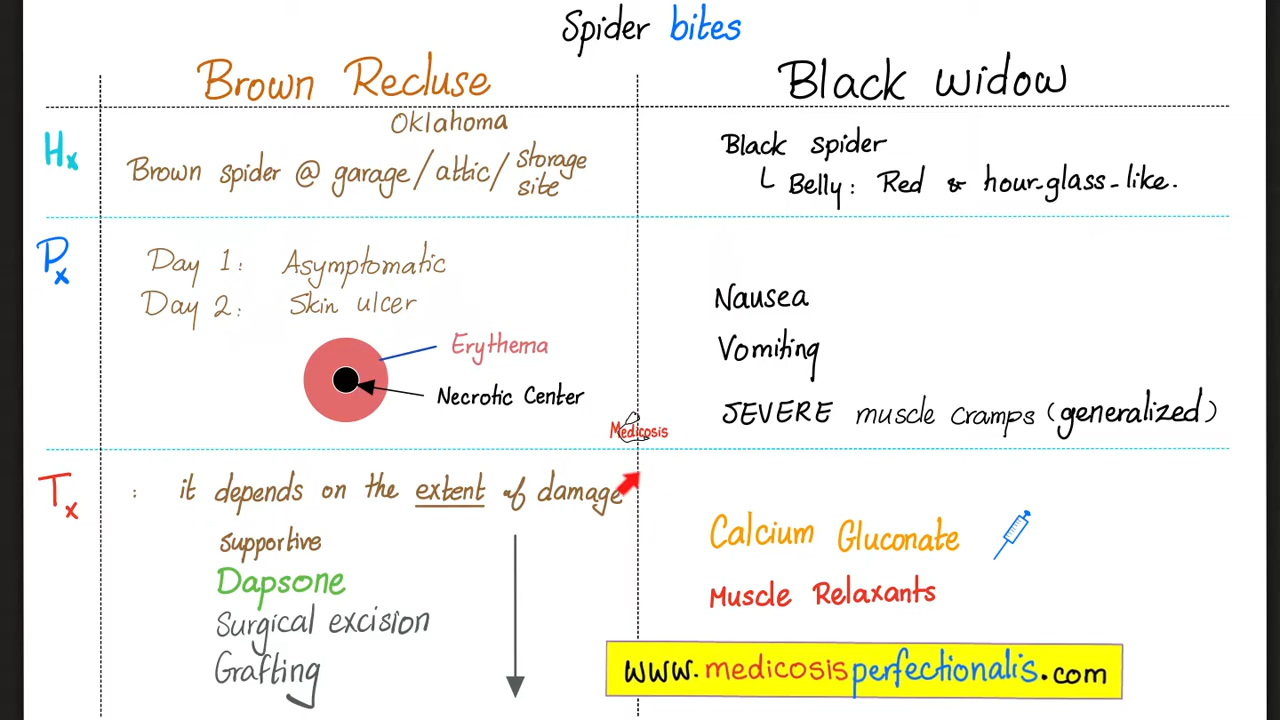 Spider bites
Brown Recluse
Black widow
Hx
Oklahoma
Brown spider @ garage/attic/storage site
Black spider
Belly: Red & hour-glass-like.
Px
Day 1: Asymptomatic
Day 2: Skin ulcer
Erythema
Necrotic Center
Nausea
Vomiting
SEVERE muscle cramps (generalized)
Medicosis
Tx
: it depends on the extent of damage
supportive
Dapsone
Surgical excision
Grafting
Calcium Gluconate
Muscle Relaxants
www.medicosisperfectionalis.com